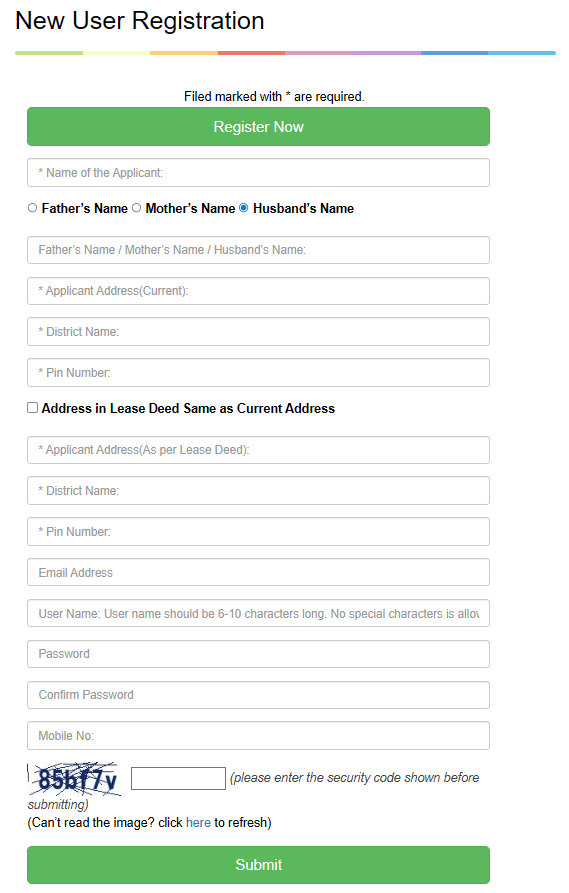 New User Registration
Filed marked with * are required.
Register Now
* Name of the Applicant:
Father's Name Mother's Name Husband's Name
Father's Name / Mother's Name / Husband's Name:
* Applicant Address(Current):
* District Name:
* Pin Number:
Address in Lease Deed Same as Current Address
* Applicant Address(As per Lease Deed):
* District Name:
* Pin Number:
Email Address
User Name: User name should be 6-10 characters long. No special characters is allow
Password
Confirm Password
Mobile No:
85bf7v (please enter the security code shown before
submitting)
(Can't read the image? click here to refresh)
Submit